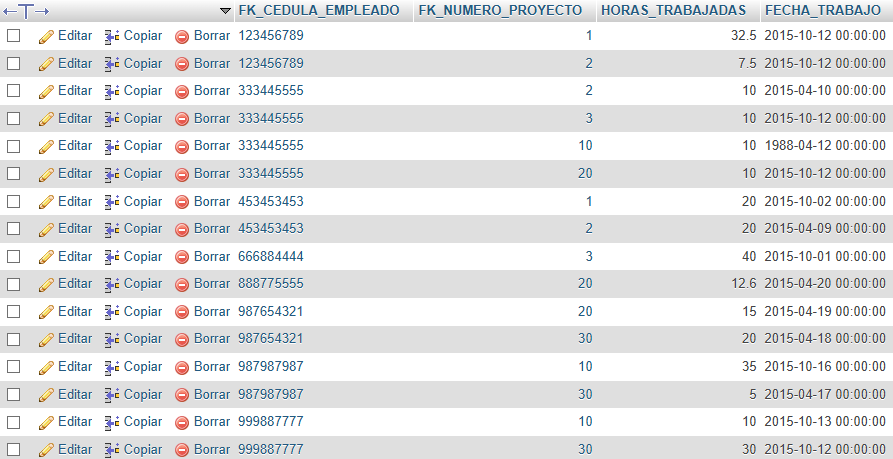 FK_CEDULA_EMPLEADO FK_NUMERO_PROYECTO HORAS_TRABAJADAS FECHA_TRABAJO
Editar Copiar Borrar 123456789 1 32.5 2015-10-12 00:00:00
Editar Copiar Borrar 123456789 2 7.5 2015-10-12 00:00:00
Editar Copiar Borrar 333445555 2 10 2015-04-10 00:00:00
Editar Copiar Borrar 333445555 3 10 2015-10-12 00:00:00
Editar Copiar Borrar 333445555 10 10 1988-04-12 00:00:00
Editar Copiar Borrar 333445555 20 10 2015-10-12 00:00:00
Editar Copiar Borrar 453453453 1 20 2015-10-02 00:00:00
Editar Copiar Borrar 453453453 2 20 2015-04-09 00:00:00
Editar Copiar Borrar 666884444 3 40 2015-10-01 00:00:00
Editar Copiar Borrar 888775555 20 12.6 2015-04-20 00:00:00
Editar Copiar Borrar 987654321 20 15 2015-04-19 00:00:00
Editar Copiar Borrar 987654321 30 20 2015-04-18 00:00:00
Editar Copiar Borrar 987987987 10 35 2015-10-16 00:00:00
Editar Copiar Borrar 987987987 30 5 2015-04-17 00:00:00
Editar Copiar Borrar 999887777 10 10 2015-10-13 00:00:00
Editar Copiar Borrar 999887777 30 30 2015-10-12 00:00:00